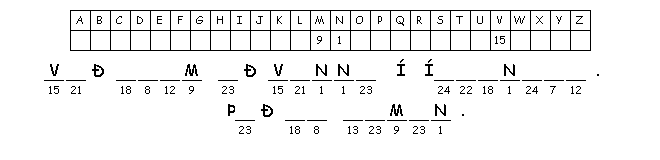 A B C D E F G H I J K L M N O P Q R S T U V W X Y Z
9 1 15
V _ Ð _ _ _ M _ Ð V _ N N _ Í Í _ _ _ N _ _ _ .
15 21 18 8 12 9 23 15 21 1 1 23 24 22 18 1 24 7 12
Þ _ Ð _ _ _ _ M _ N .
23 18 8 13 23 9 23 1